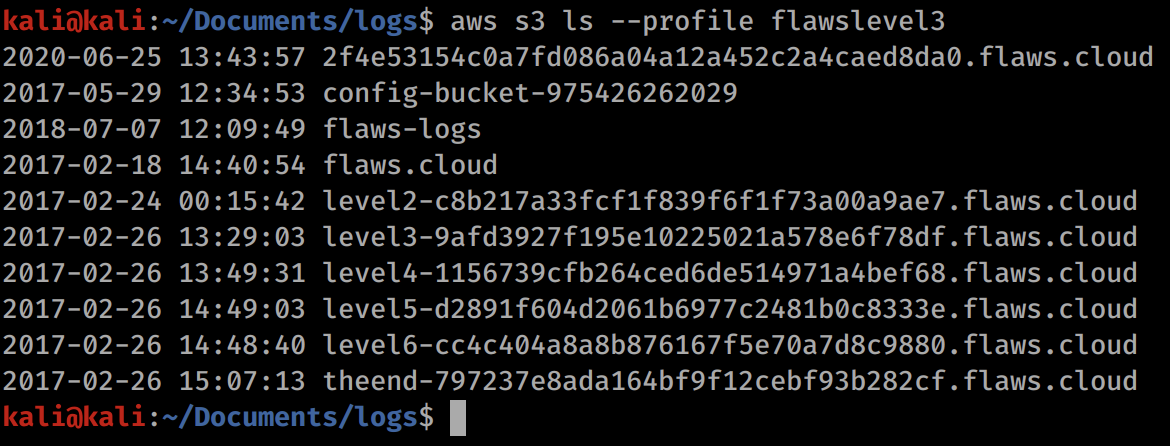 kali@kali:~/Documents/logs$ aws s3 ls --profile flawslevel3
2020-06-25 13:43:57 2f4e53154c0a7fd086a04a12a452c2a4caed8da0.flaws.cloud
2017-05-29 12:34:53 config-bucket-975426262029
2018-07-07 12:09:49 flaws-logs
2017-02-18 14:40:54 flaws.cloud
2017-02-24 00:15:42 level2-c8b217a33fcf1f839f6f1f73a00a9ae7.flaws.cloud
2017-02-26 13:29:03 level3-9afd3927f195e10225021a578e6f78df.flaws.cloud
2017-02-26 13:49:31 level4-1156739cfb264ced6de514971a4bef68.flaws.cloud
2017-02-26 14:49:03 level5-d2891f604d2061b6977c2481b0c8333e.flaws.cloud
2017-02-26 14:48:40 level6-cc4c404a8a8b876167f5e70a7d8c9880.flaws.cloud
2017-02-26 15:07:13 theend-797237e8ada164bf9f12cebf93b282cf.flaws.cloud
kali@kali:~/Documents/logs$